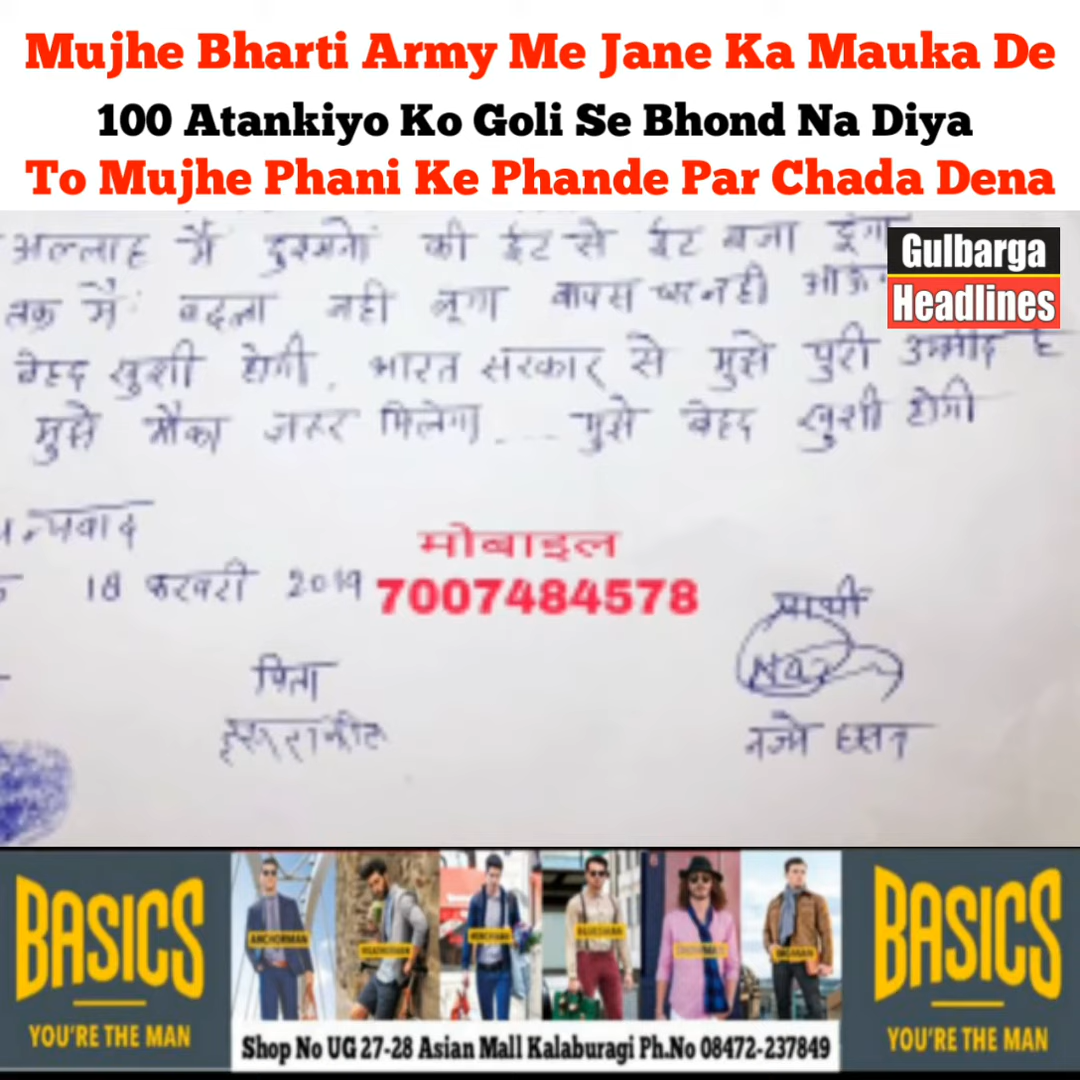 Mujhe Bharti Army Me Jane Ka Mauka De
100 Atankiyo Ko Goli Se Bhond Na Diya
To Mujhe Phani Ke Phande Par Chada Dena
अल्लाह मैं दुश्मनों की ईट से ईट बजा दूंगा
Gulbarga
Headlines
तक मैं बदला नही लूगा वापस घर नही
बेहद खुशी होगी, भारत सरकार से मुझे पुरी उम्मीद है
मुझे मौका जरुर मिलेगा... मुझे बेहद खुशी होगी
मोबाइल
18 फरवरी 2019
7007484578
प्रार्थी
पिता
BASICS
YOU'RE THE MAN
ANCHORMAN
Shop No UG 27-28 Asian Mall Kalaburagi Ph.No 08472-237849
BASICS
YOU'RE THE MAN